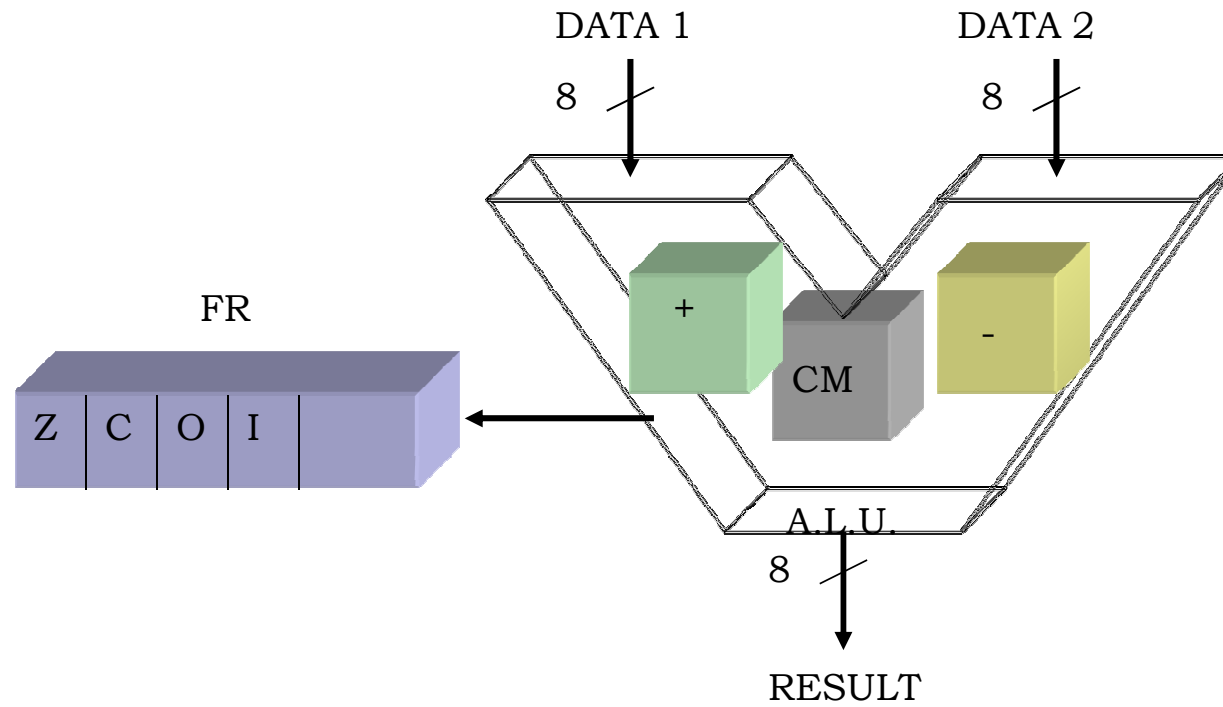 DATA 1 DATA 2
8 8
+ -
FR
CM
Z C O I
A.L.U.
8
RESULT